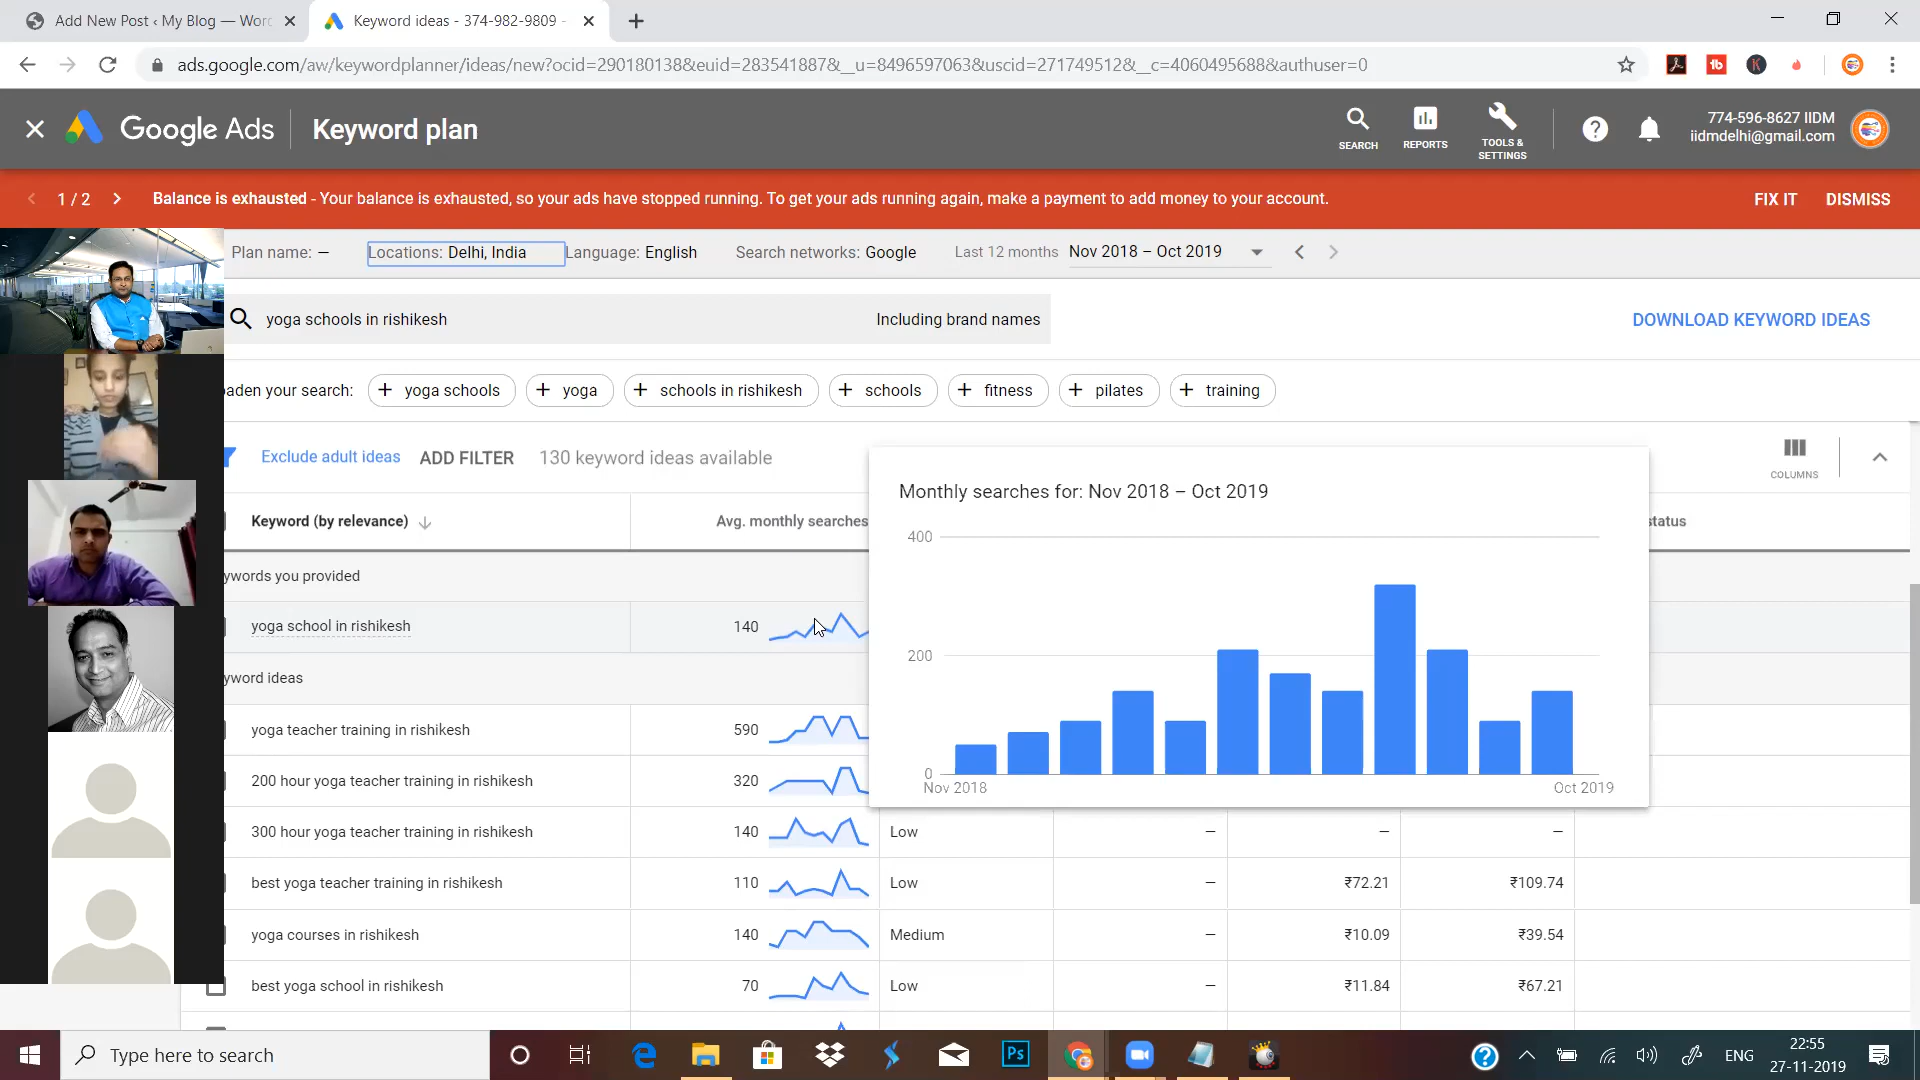 Add New Post ‹ My Blog — Word
Keyword ideas - 374-982-9809 -
ads.google.com/aw/keywordplanner/ideas/new?ocid=290180138&euid=283541887&__u=8496597063&uscid=271749512&__c=4060495688&authuser=0
Google Ads
Keyword plan
SEARCH
REPORTS
TOOLS &
SETTINGS
774-596-8627 IIDM
iidmdelhi@gmail.com
1 / 2
Balance is exhausted - Your balance is exhausted, so your ads have stopped running. To get your ads running again, make a payment to add money to your account.
FIX IT
DISMISS
Plan name: –
Locations: Delhi, India
Language: English
Search networks: Google
Last 12 months
Nov 2018 – Oct 2019
yoga schools in rishikesh
Including brand names
DOWNLOAD KEYWORD IDEAS
oaden your search:
+ yoga schools
+ yoga
+ schools in rishikesh
+ schools
+ fitness
+ pilates
+ training
Exclude adult ideas
ADD FILTER
130 keyword ideas available
COLUMNS
Keyword (by relevance)
Avg. monthly searches
status
Monthly searches for: Nov 2018 – Oct 2019
400
200
0
Nov 2018
Oct 2019
ywords you provided
yoga school in rishikesh
140
yword ideas
yoga teacher training in rishikesh
590
200 hour yoga teacher training in rishikesh
320
300 hour yoga teacher training in rishikesh
140
Low
–
–
–
best yoga teacher training in rishikesh
110
Low
–
₹72.21
₹109.74
yoga courses in rishikesh
140
Medium
–
₹10.09
₹39.54
best yoga school in rishikesh
70
Low
–
₹11.84
₹67.21
Type here to search
Ps
ENG
22:55
27-11-2019